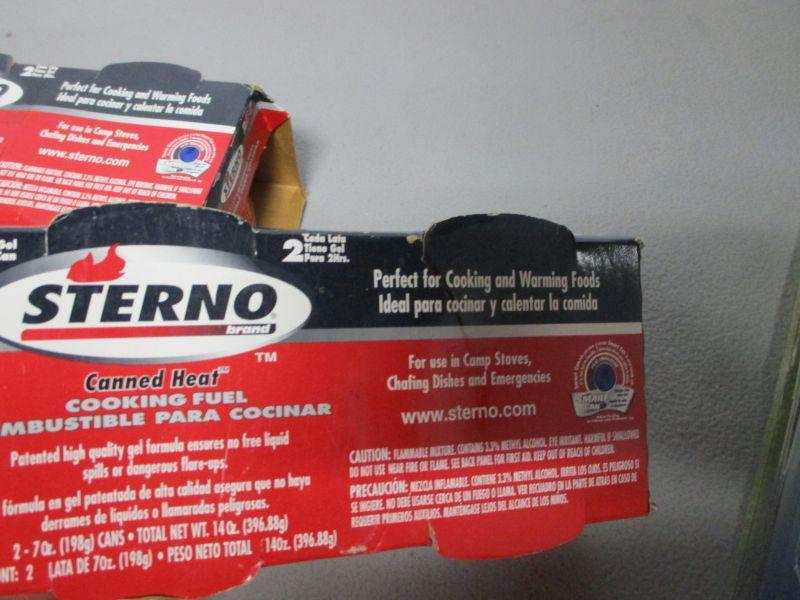 2
Perfect for Cooking and Warming Foods
Ideal para cocinar y calentar la comida
For use in Camp Stoves,
Chafing Dishes and Emergencies
www.sterno.com
STERNO
Gel
Can
2 Cada Lata
Tiene Gel
Para 2Hrs.
STERNO
brand
TM
Canned Heat™
COOKING FUEL
MBUSTIBLE PARA COCINAR
Patented high quality gel formula ensures no free liquid
spills or dangerous flare-ups.
fórmula en gel patentada de alta calidad asegura que no haya
derrames de líquidos o llamaradas peligrosas.
2 - 7oz. (198g) CANS • TOTAL NET WT. 14oz. (396.88g)
NT: 2 LATA DE 7oz. (198g) • PESO NETO TOTAL 14oz. (396.88g)
Perfect for Cooking and Warming Foods
Ideal para cocinar y calentar la comida
For use in Camp Stoves,
Chafing Dishes and Emergencies
www.sterno.com
SMART
CAN
CAUTION: FLAMMABLE MIXTURE. CONTAINS 3.3% METHYL ALCOHOL. EYE IRRITANT. HARMFUL IF SWALLOWED
DO NOT USE NEAR FIRE OR FLAME. SEE BACK PANEL FOR FIRST AID. KEEP OUT OF REACH OF CHILDREN.
PRECAUCIÓN: MEZCLA INFLAMABLE. CONTIENE 3.3% METHYL ALCOHOL. IRRITA LOS OJOS. ES PELIGROSO SI
SE INGIERE. NO DEBE USARSE CERCA DE UN FUEGO O LLAMA. VER RECUADRO EN LA PARTE DE ATRÁS EN CASO DE
REQUERIR PRIMEROS AUXILIOS. MANTÉNGASE LEJOS DEL ALCANCE DE LOS NIÑOS.